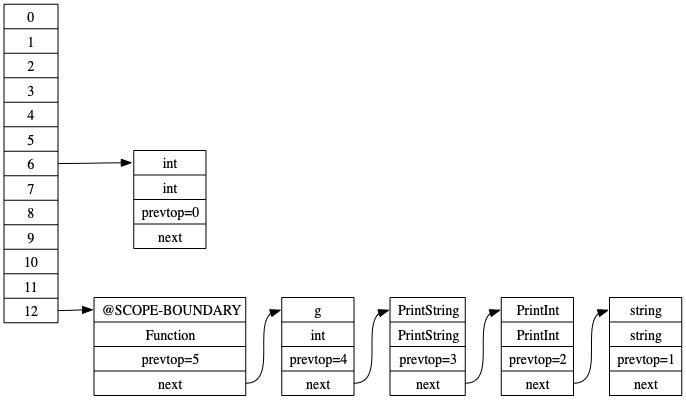 0
1
2
3
4
5
6
7
8
9
10
11
12
int
int
prevtop=0
next
@SCOPE-BOUNDARY
Function
prevtop=5
next
g
int
prevtop=4
next
PrintString
PrintString
prevtop=3
next
PrintInt
PrintInt
prevtop=2
next
string
string
prevtop=1
next